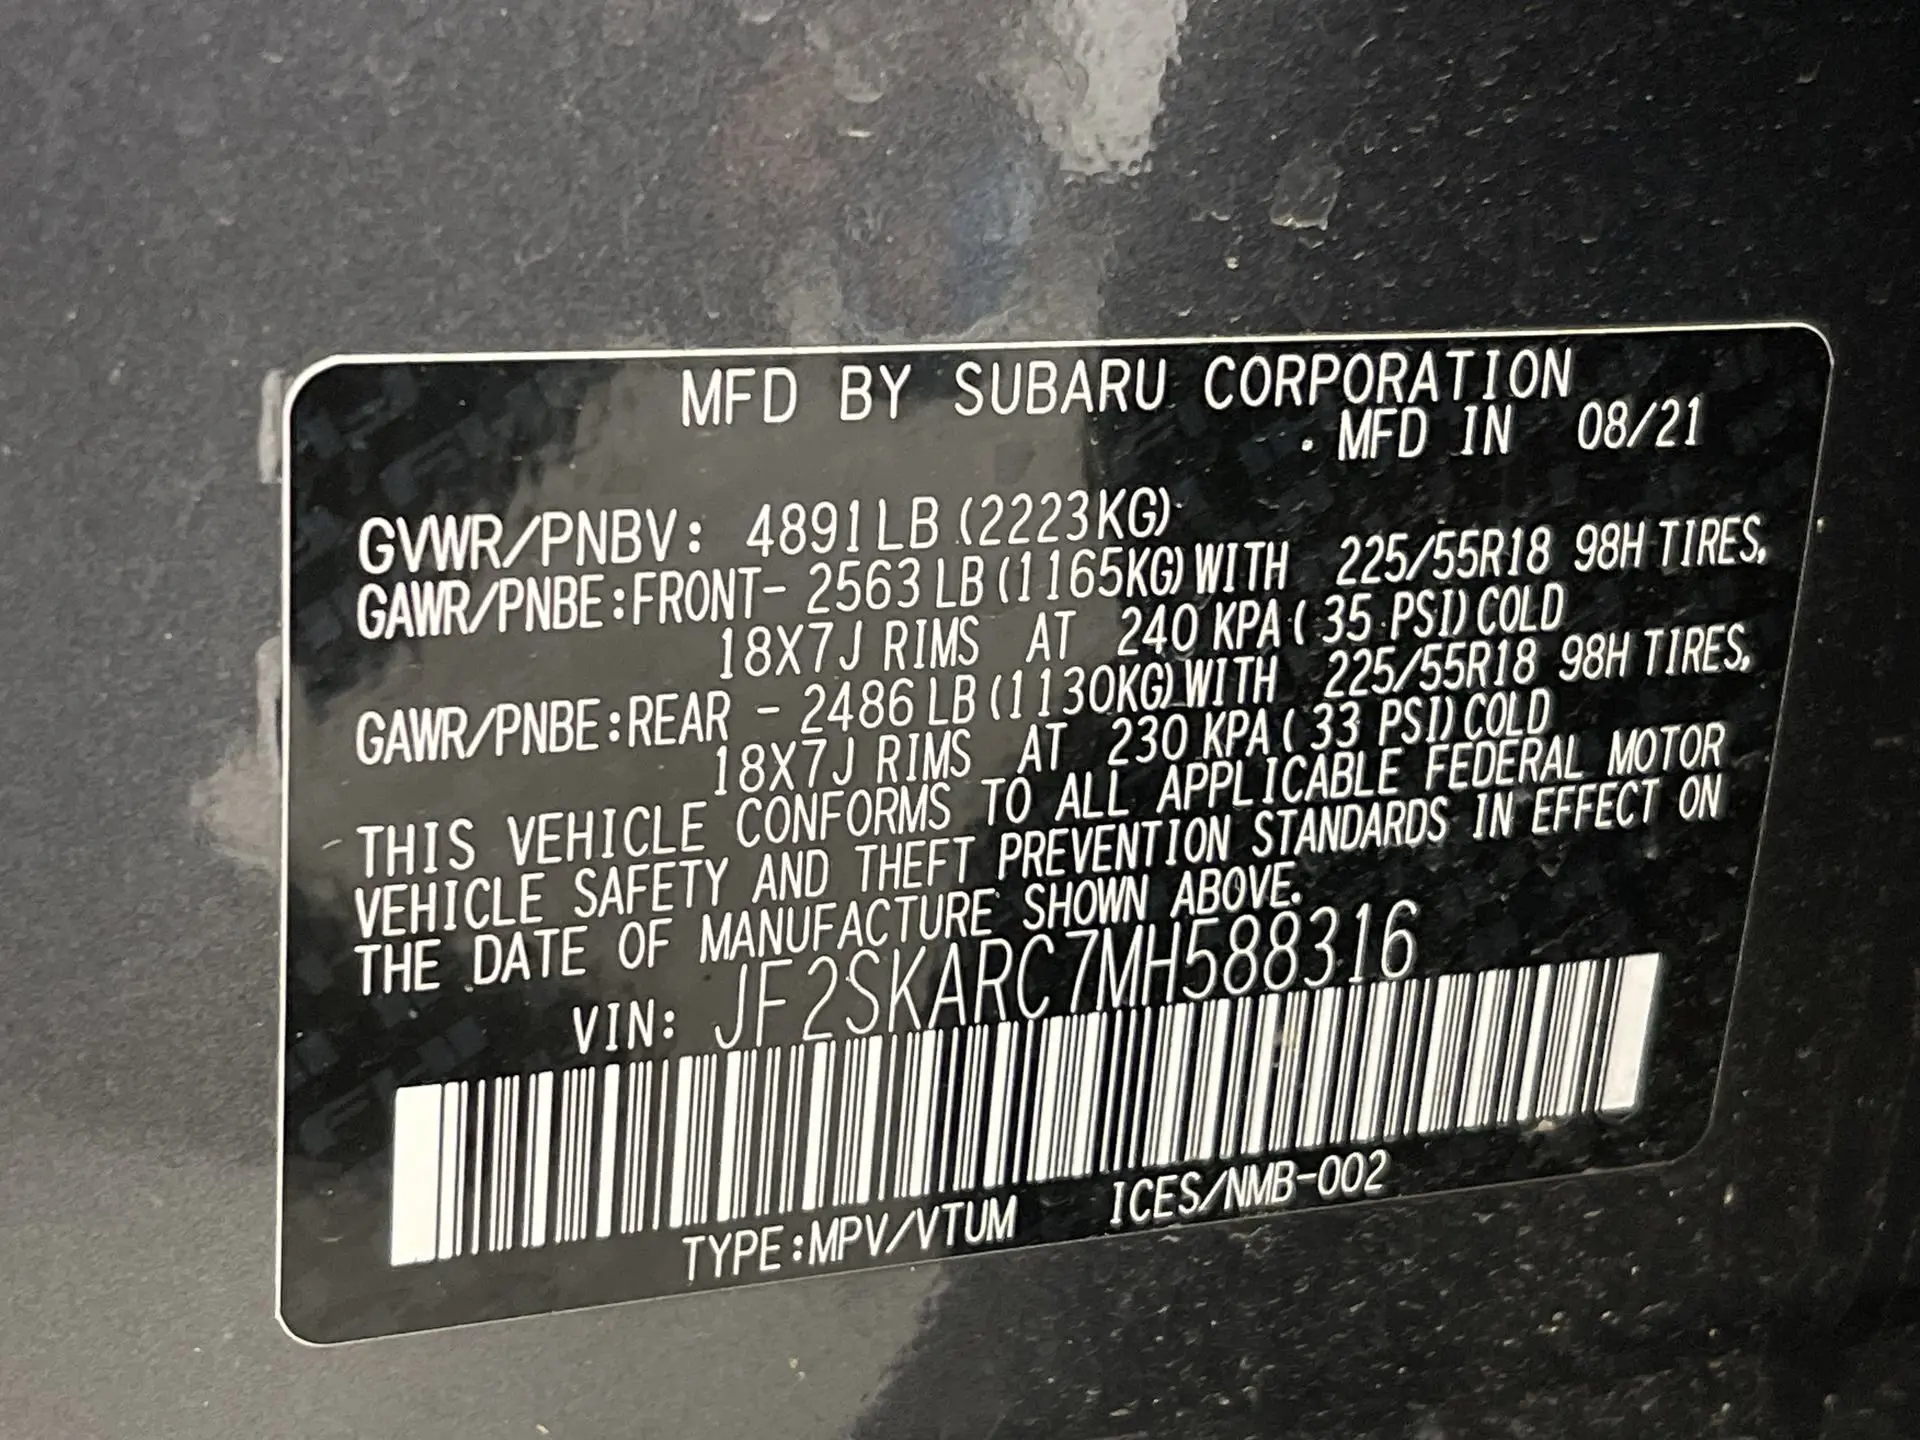 MFD BY SUBARU CORPORATION
MFD IN 08/21
GVWR/PNBV: 4891LB (2223KG)
GAWR/PNBE:FRONT- 2563 LB (1165KG) WITH 225/55R18 98H TIRES,
18X7J RIMS AT 240 KPA ( 35 PSI) COLD
GAWR/PNBE:REAR - 2486 LB (1130KG) WITH 225/55R18 98H TIRES,
18X7J RIMS AT 230 KPA ( 33 PSI) COLD
THIS VEHICLE CONFORMS TO ALL APPLICABLE FEDERAL MOTOR
VEHICLE SAFETY AND THEFT PREVENTION STANDARDS IN EFFECT ON
THE DATE OF MANUFACTURE SHOWN ABOVE.
VIN: JF2SKARC7MH588316
TYPE:MPV/VTUM ICES/NMB-002